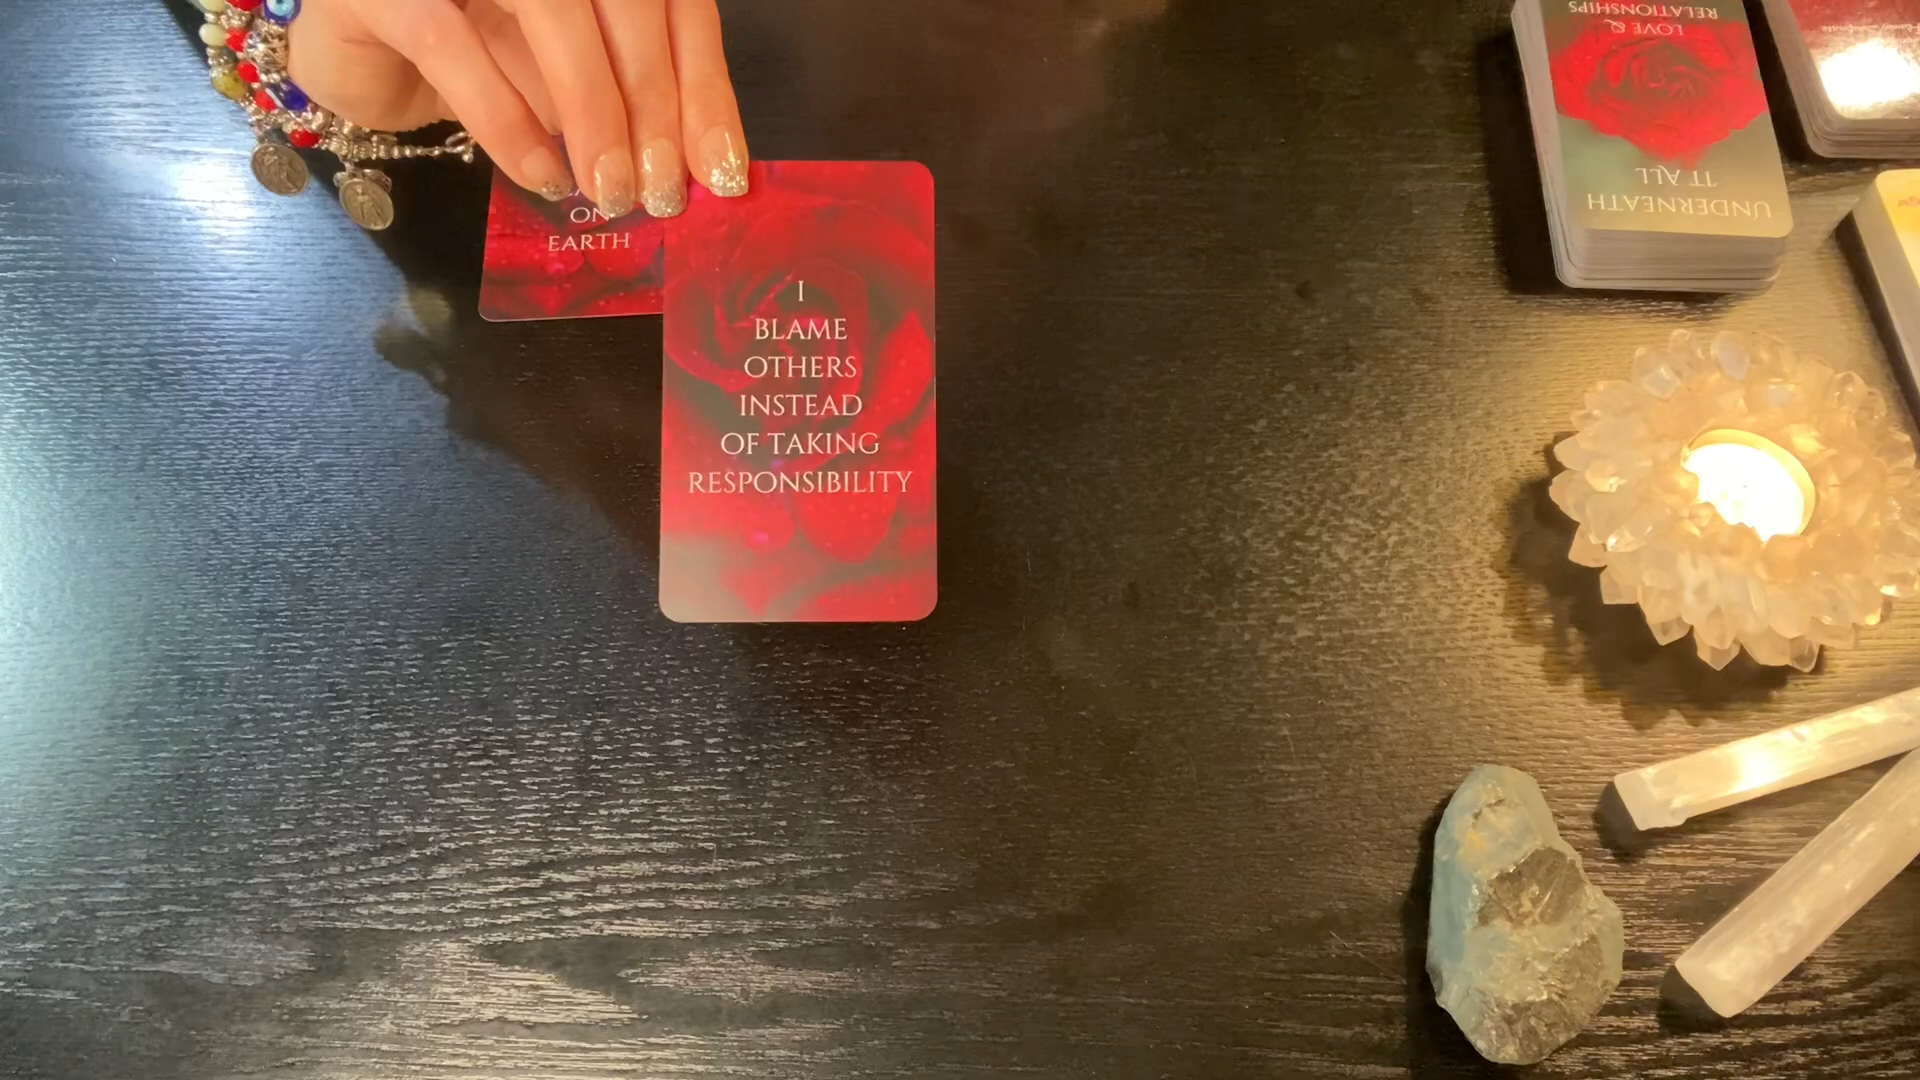 ON
EARTH
I
BLAME
OTHERS
INSTEAD
OF TAKING
RESPONSIBILITY
UNDERNEATH
IT ALL
LOVE &
RELATIONSHIPS